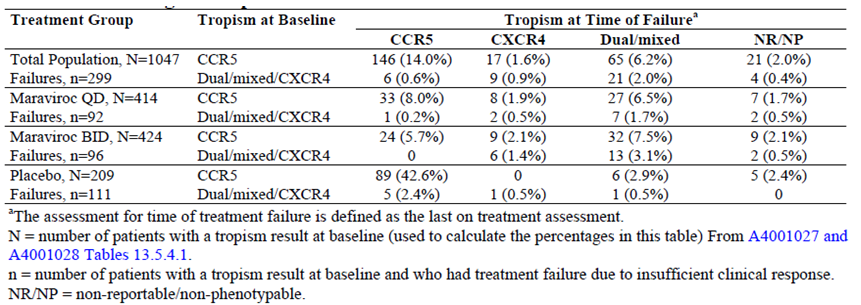 Treatment Group Tropism at Baseline Tropism at Time of Failureᵃ
CCR5 CXCR4 Dual/mixed NR/NP
Total Population, N=1047 CCR5 146 (14.0%) 17 (1.6%) 65 (6.2%) 21 (2.0%)
Failures, n=299 Dual/mixed/CXCR4 6 (0.6%) 9 (0.9%) 21 (2.0%) 4 (0.4%)
Maraviroc QD, N=414 CCR5 33 (8.0%) 8 (1.9%) 27 (6.5%) 7 (1.7%)
Failures, n=92 Dual/mixed/CXCR4 1 (0.2%) 2 (0.5%) 7 (1.7%) 2 (0.5%)
Maraviroc BID, N=424 CCR5 24 (5.7%) 9 (2.1%) 32 (7.5%) 9 (2.1%)
Failures, n=96 Dual/mixed/CXCR4 0 6 (1.4%) 13 (3.1%) 2 (0.5%)
Placebo, N=209 CCR5 89 (42.6%) 0 6 (2.9%) 5 (2.4%)
Failures, n=111 Dual/mixed/CXCR4 5 (2.4%) 1 (0.5%) 1 (0.5%) 0
ᵃThe assessment for time of treatment failure is defined as the last on treatment assessment.
N = number of patients with a tropism result at baseline (used to calculate the percentages in this table) From A4001027 and
A4001028 Tables 13.5.4.1.
n = number of patients with a tropism result at baseline and who had treatment failure due to insufficient clinical response.
NR/NP = non-reportable/non-phenotypable.